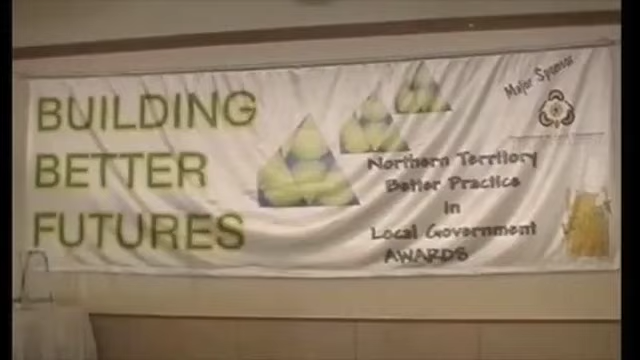 BUILDING
BETTER
FUTURES
Major Sponsor
Northern Territory
Better Practice
in
Local Government
AWARDS